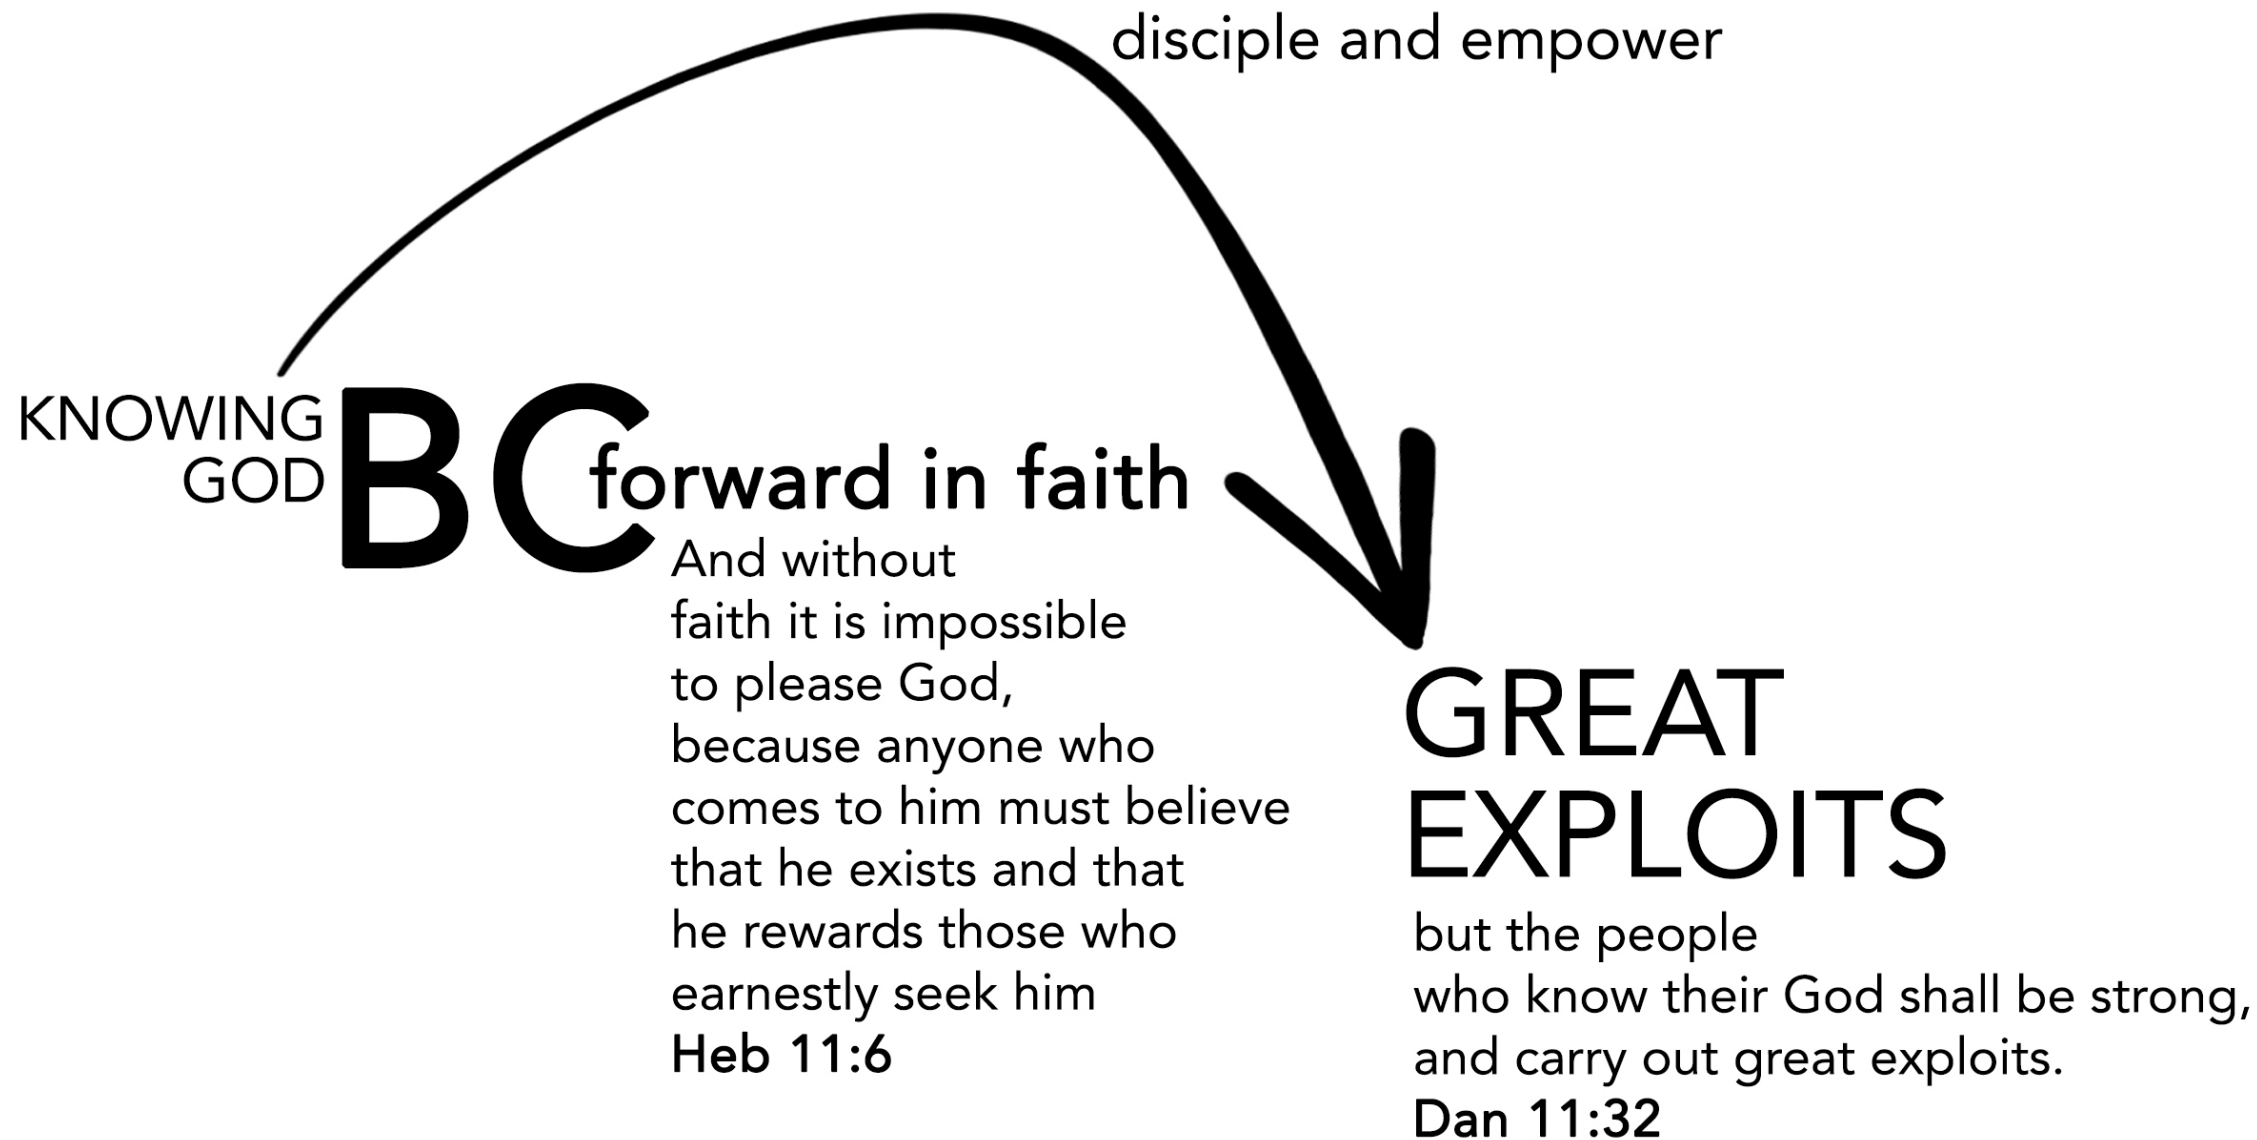 disciple and empower
KNOWING
GOD
BC
forward in faith
And without
faith it is impossible
to please God,
because anyone who
comes to him must believe
that he exists and that
he rewards those who
earnestly seek him
Heb 11:6
GREAT
EXPLOITS
but the people
who know their God shall be strong,
and carry out great exploits.
Dan 11:32